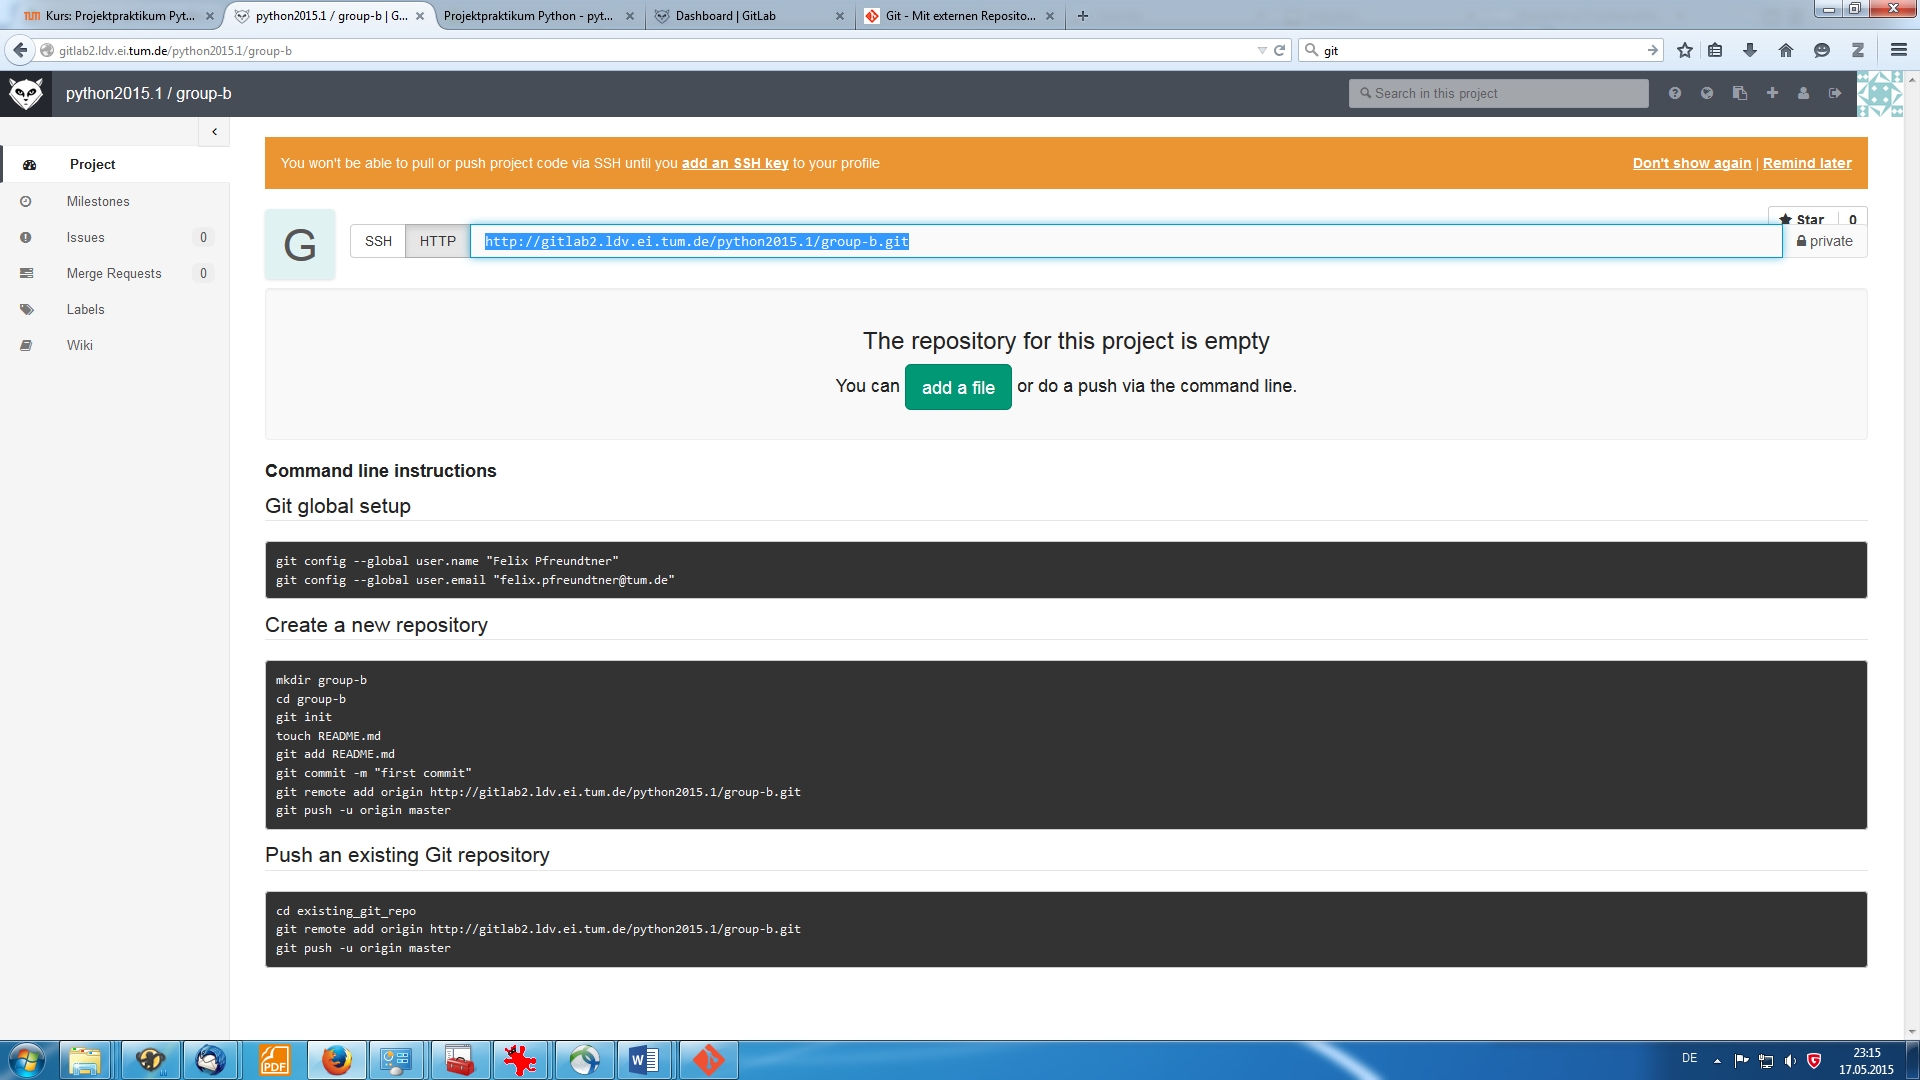 TUM Kurs: Projektpraktikum Pyt...
python2015.1 / group-b | G...
Projektpraktikum Python - pyt...
Dashboard | GitLab
Git - Mit externen Reposito...
gitlab2.ldv.ei.tum.de/python2015.1/group-b
git
python2015.1 / group-b
Search in this project
Project
Milestones
Issues 0
Merge Requests 0
Labels
Wiki
You won't be able to pull or push project code via SSH until you add an SSH key to your profile
Don't show again | Remind later
G
SSH HTTP http://gitlab2.ldv.ei.tum.de/python2015.1/group-b.git
Star 0
private
The repository for this project is empty
You can add a file or do a push via the command line.
Command line instructions
Git global setup
git config --global user.name "Felix Pfreundtner"
git config --global user.email "felix.pfreundtner@tum.de"
Create a new repository
mkdir group-b
cd group-b
git init
touch README.md
git add README.md
git commit -m "first commit"
git remote add origin http://gitlab2.ldv.ei.tum.de/python2015.1/group-b.git
git push -u origin master
Push an existing Git repository
cd existing_git_repo
git remote add origin http://gitlab2.ldv.ei.tum.de/python2015.1/group-b.git
git push -u origin master
PDF
DE
23:15
17.05.2015